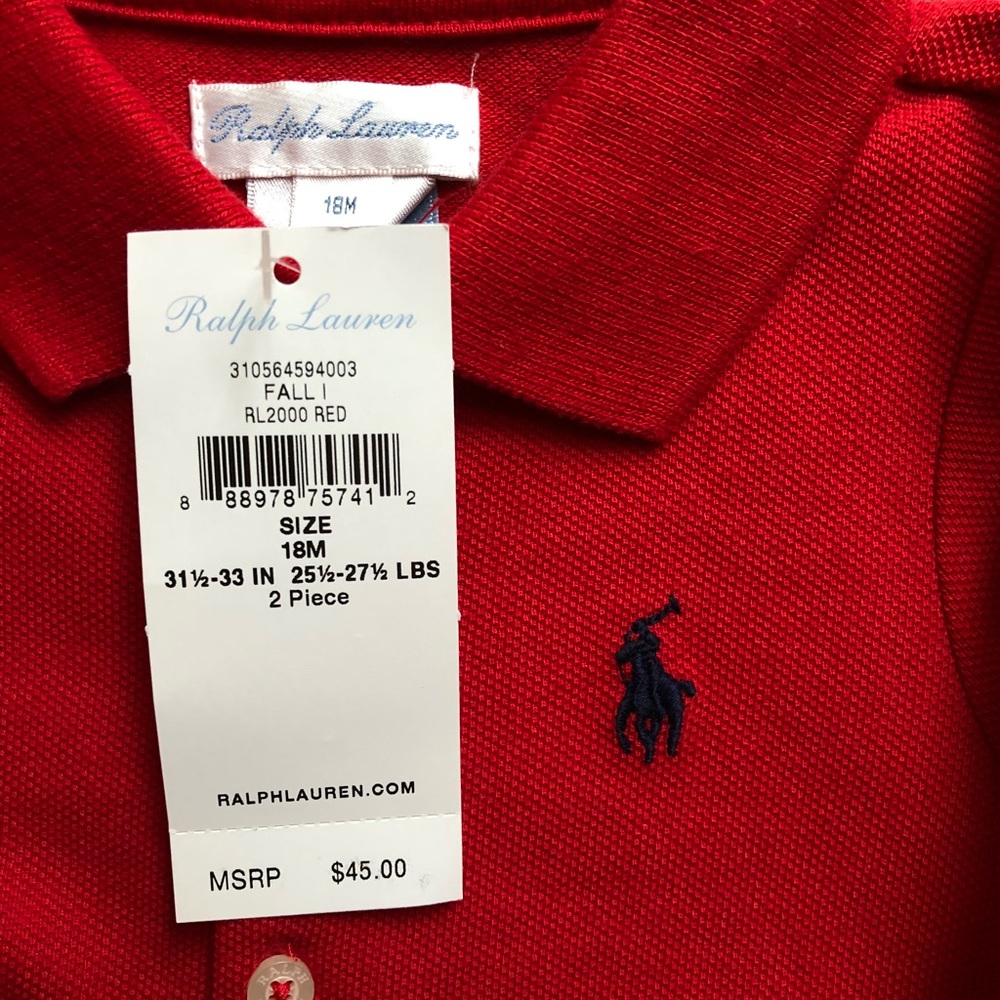 Ralph Lauren
18M
Ralph Lauren
310564594003
FALL I
RL2000 RED
8 88978 75741 2
SIZE
18M
31½-33 IN 25½-27½ LBS
2 Piece
RALPHLAUREN.COM
MSRP $45.00
RALPH